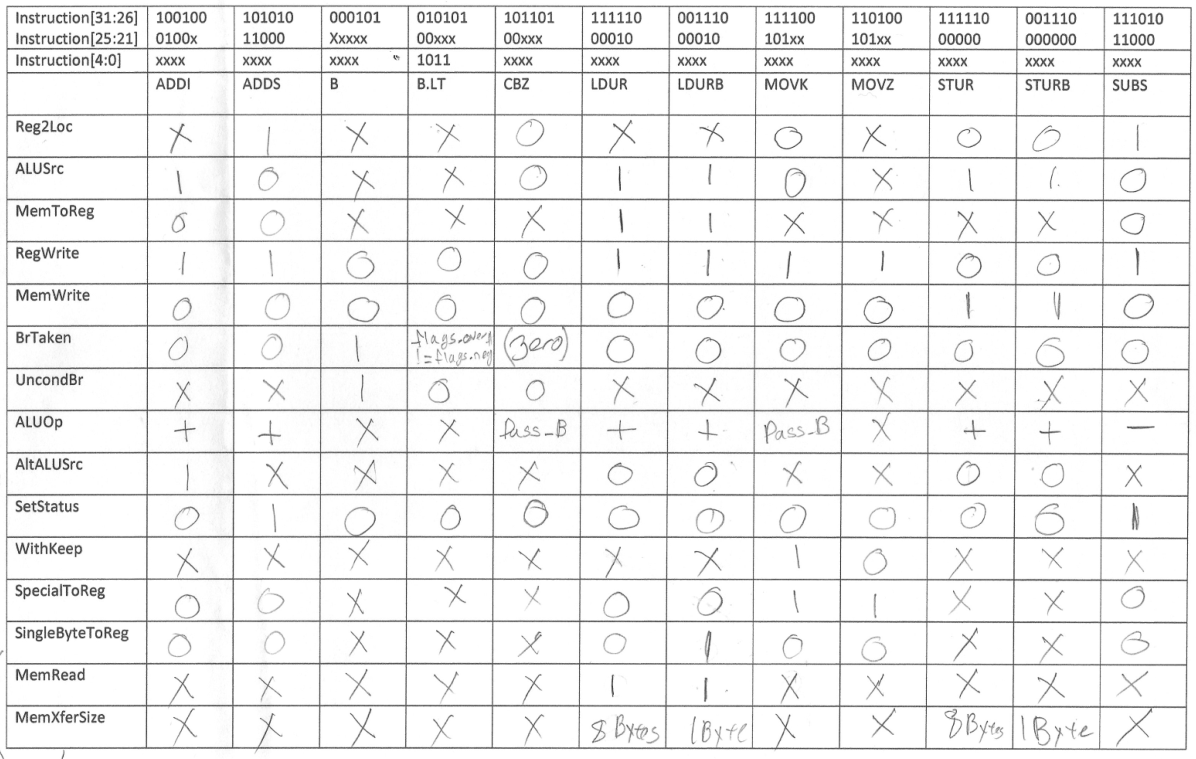 Instruction[31:26] 100100 101010 000101 010101 101101 111110 001110 111100 110100 111110 001110 111010
Instruction[25:21] 0100x 11000 Xxxxx 00xxx 00xxx 00010 00010 101xx 101xx 00000 000000 11000
Instruction[4:0] xxxx xxxx xxxx 1011 xxxx xxxx xxxx xxxx xxxx xxxx xxxx xxxx
ADDI ADDS B B.LT CBZ LDUR LDURB MOVK MOVZ STUR STURB SUBS
Reg2Loc X 1 X X 0 X X 0 X 0 0 1
ALUSrc 1 0 X X 0 1 1 0 X 1 1 0
MemToReg 0 0 X X X 1 1 X X X X 0
RegWrite 1 1 0 0 0 1 1 1 1 0 0 1
MemWrite 0 0 0 0 0 0 0 0 0 1 1 0
BrTaken 0 0 1 flags.overf != flags.neg (zero) 0 0 0 0 0 0 0
UncondBr X X 1 0 0 X X X X X X X
ALUOp + + X X Pass_B + + Pass_B X + + -
AltALUSrc 1 X X X X 0 0 X X 0 0 X
SetStatus 0 1 0 0 0 0 0 0 0 0 0 1
WithKeep X X X X X X X 1 0 X X X
SpecialToReg 0 0 X X X 0 0 1 1 X X 0
SingleByteToReg 0 0 X X X 0 1 0 0 X X 0
MemRead X X X X X 1 1 X X X X X
MemXferSize X X X X X 8 Bytes 1Byte X X 8 Bytes 1Byte X